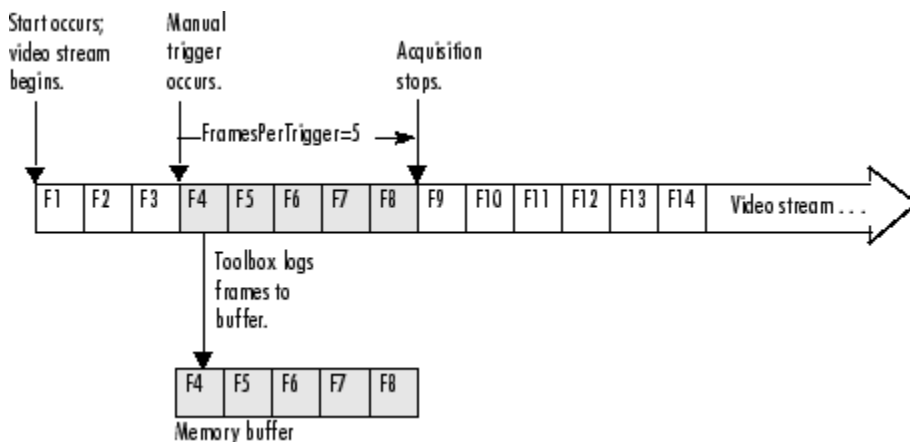 Start occurs;
video stream
begins.
Manual
trigger
occurs.
Acquisition
stops.
FramesPerTrigger=5
F1 F2 F3 F4 F5 F6 F7 F8 F9 F10 F11 F12 F13 F14 Video stream . . .
Toolbox logs
frames to
buffer.
F4 F5 F6 F7 F8
Memory buffer